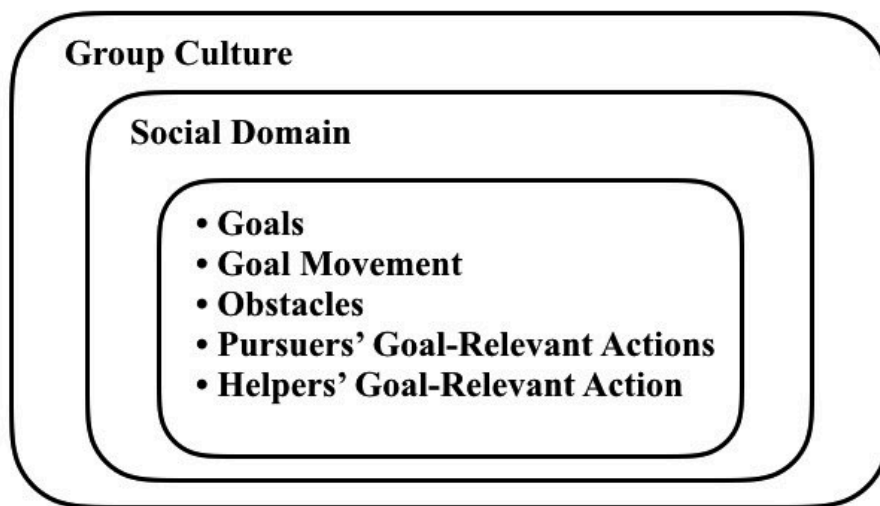 Group Culture
Social Domain
• Goals
• Goal Movement
• Obstacles
• Pursuers’ Goal-Relevant Actions
• Helpers’ Goal-Relevant Action